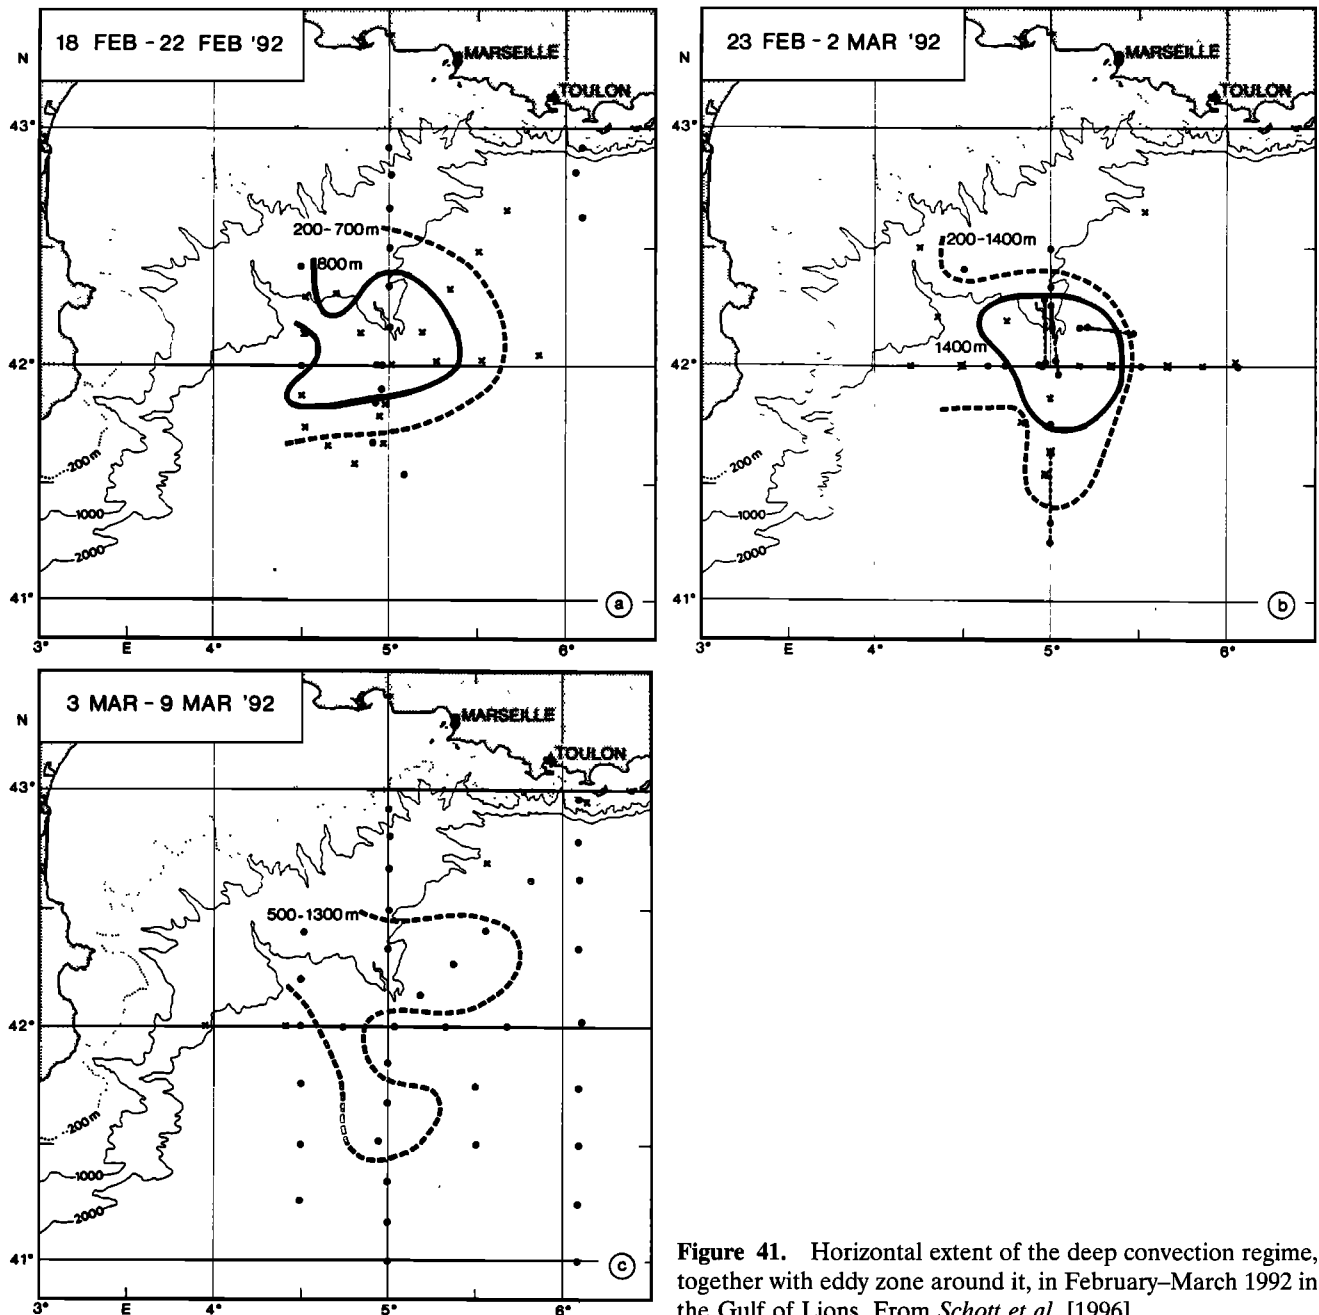 18 FEB - 22 FEB '92
N
MARSEILLE
TOULON
43°
200-700m
800m
42°
200m
1000
2000
41°
a
3°
E
4°
5°
6°
23 FEB - 2 MAR '92
N
MARSEILLE
TOULON
43°
200-1400m
1400m
42°
200m
1000
2000
41°
b
3°
E
4°
5°
6°
3 MAR - 9 MAR '92
N
MARSEILLE
TOULON
43°
500-1300m
42°
200m
1000
2000
41°
c
3°
E
4°
5°
6°
Figure 41. Horizontal extent of the deep convection regime,
together with eddy zone around it, in February–March 1992 in
the Gulf of Lions. From Schott et al. [1996].